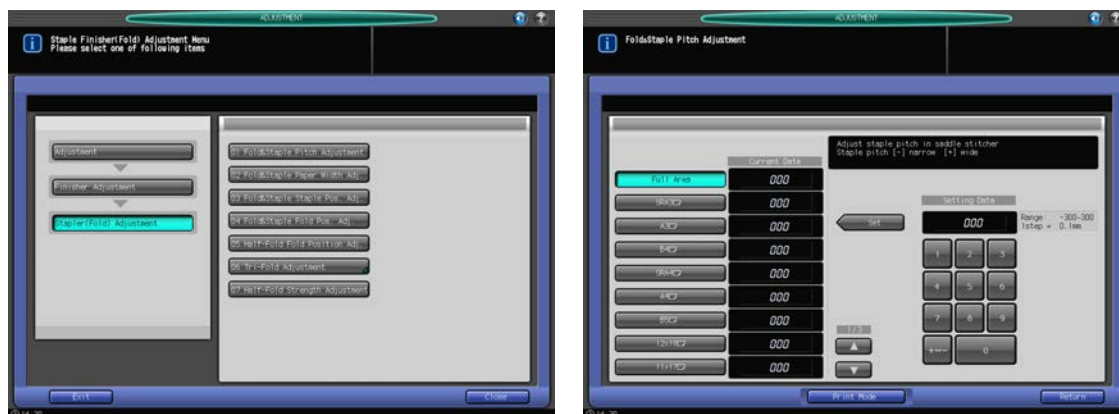 ADJUSTMENT
Staple Finisher(Fold) Adjustment Menu
Please select one of following items
Adjustment
Finisher Adjustment
Stapler(Fold) Adjustment
01 Fold&Staple Pitch Adjustment
02 Fold&Staple Paper Width Adj.
03 Fold&Staple Staple Pos. Adj.
04 Fold&Staple Fold Pos. Adj.
05 Half-Fold Fold Position Adj.
06 Tri-Fold Adjustment
07 Half-Fold Strength Adjustment
Exit
Close
ADJUSTMENT
Fold&Staple Pitch Adjustment
Adjust staple pitch in saddle stitcher
Staple pitch [-] narrow [+] wide
Current Data
Full Area 000
SRA3 000
A3 000
B4 000
SRA4 000
A4 000
B5 000
12x18 000
11x17 000
Set
1/3
Setting Data
000
Range: -300-300
1step = 0.1mm
1 2 3
4 5 6
7 8 9
0
Print Mode
Return